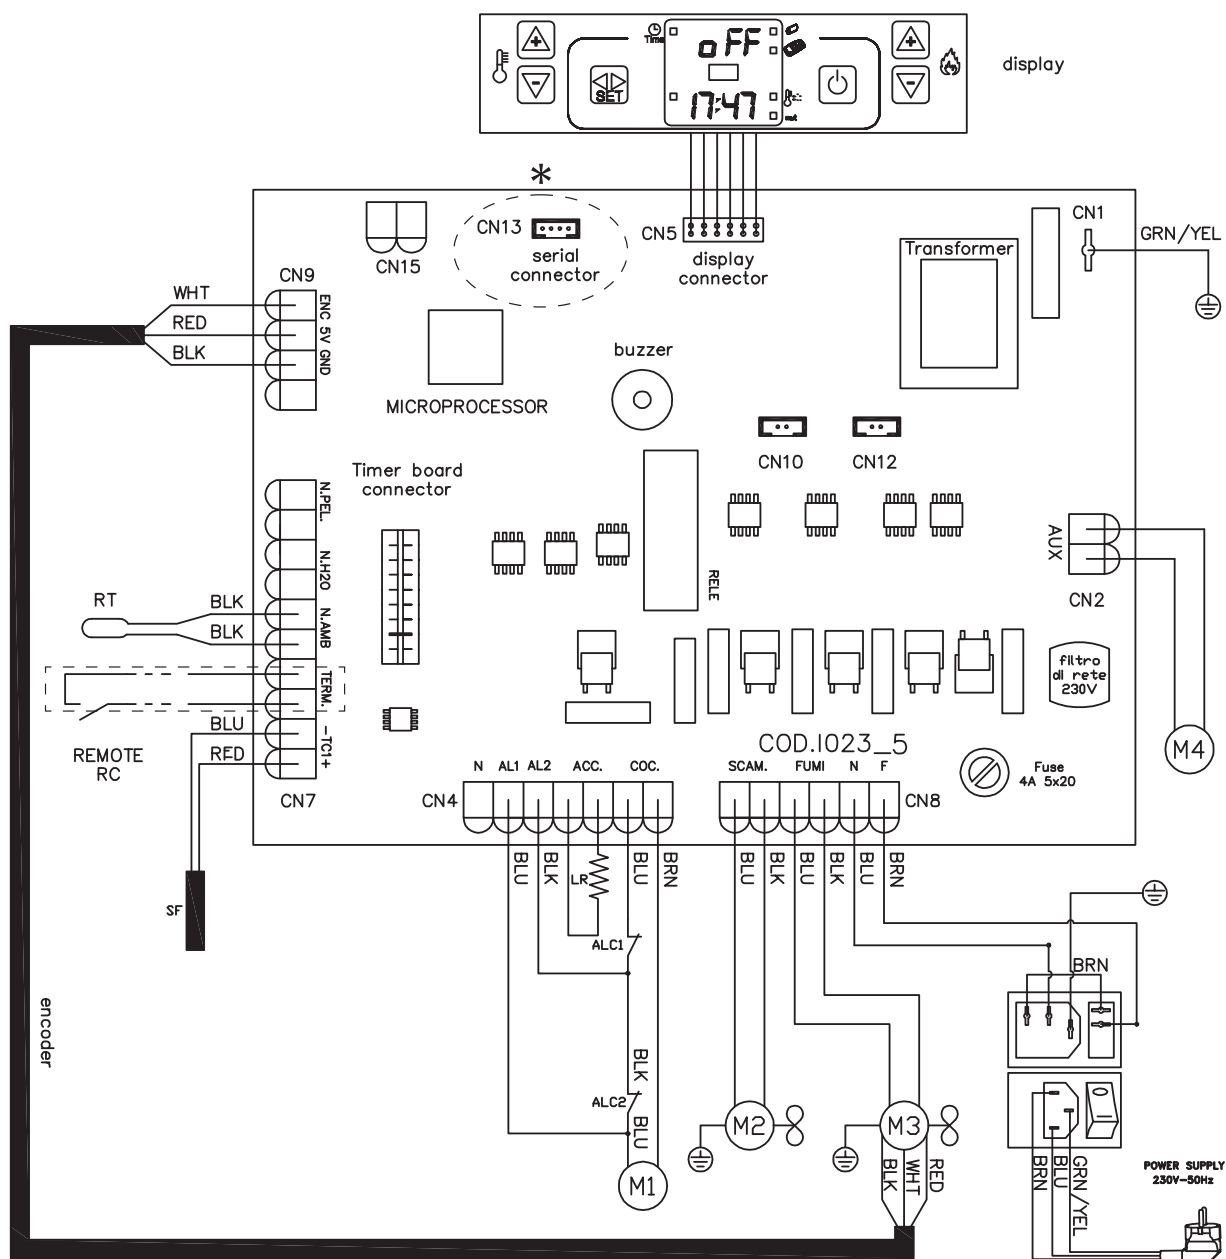 Time
oFF
SET
17:47
display
*
CN13
serial
connector
CN5
display
connector
CN15
CN1
GRN/YEL
Transformer
CN9
WHT
RED
BLK
ENC 5V GND
MICROPROCESSOR
buzzer
CN10
CN12
Timer board
connector
RELE
AUX
CN2
N.PEL.
N.H2O
N.AMB
TERM.
-TC1+
RT
BLK
BLK
REMOTE
RC
BLU
RED
CN7
SF
filtro
di rete
230V
M4
COD.I023_5
Fuse
4A 5x20
N AL1 AL2 ACC. COC.
CN4
SCAM. FUMI N F
CN8
BLU
BLK
LR
BLU
BRN
BLU
BLK
BLU
BLK
BLU
BRN
ALC1
BRN
encoder
BLK
ALC2
BLU
M1
M2
M3
BLK
WHT
RED
BRN
BLU
GRN/YEL
POWER SUPPLY
230V-50Hz